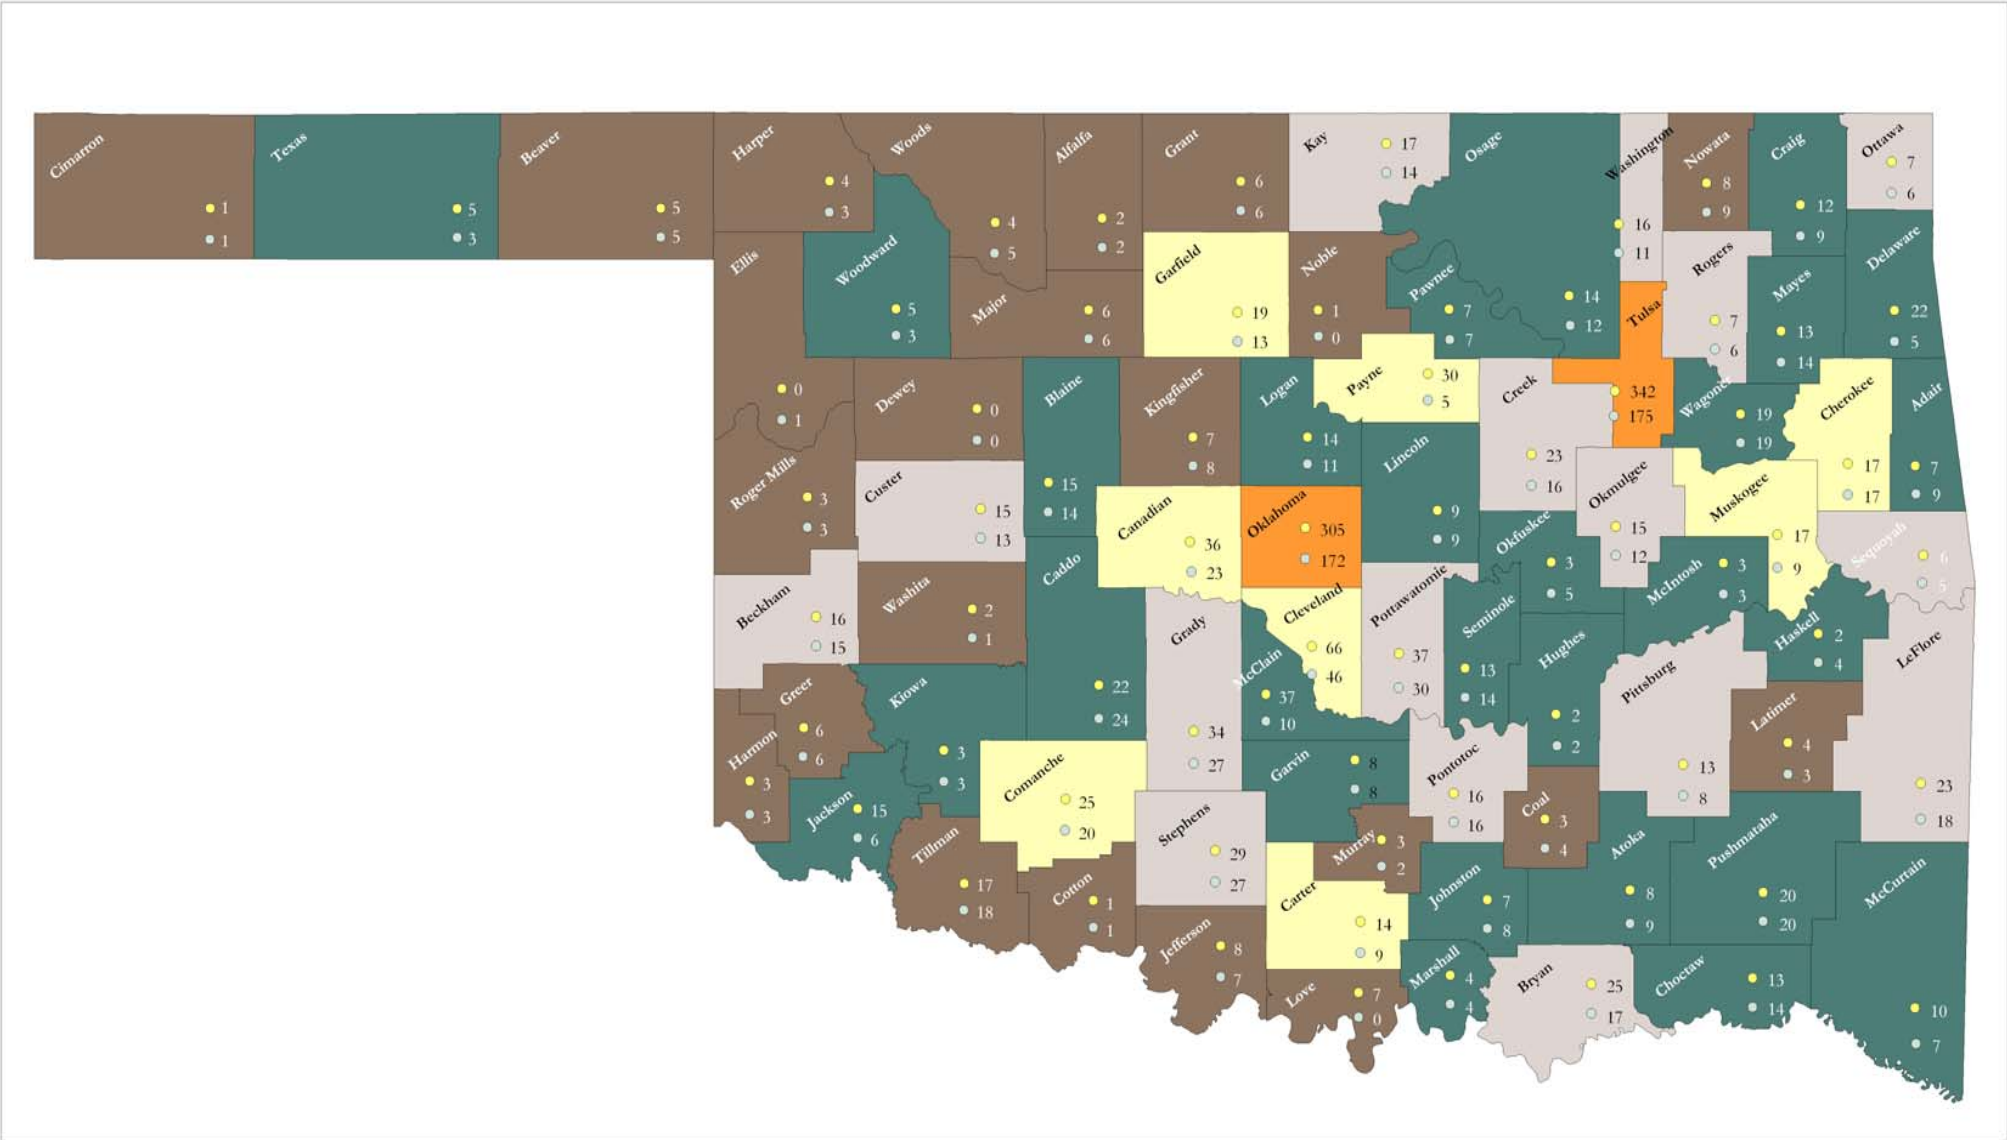 Cimarron
1
1
Texas
5
3
Beaver
5
5
Harper
4
3
Woods
4
5
Alfalfa
2
2
Grant
6
6
Kay
17
14
Osage
14
12
Washington
16
11
Nowata
8
9
Craig
12
9
Ottawa
7
6
Ellis
0
1
Woodward
5
3
Major
6
6
Garfield
19
13
Noble
1
0
Pawnee
7
7
Tulsa
342
175
Rogers
7
6
Mayes
13
14
Delaware
22
5
Dewey
0
0
Blaine
15
14
Kingfisher
7
8
Logan
14
11
Payne
30
5
Creek
23
16
Wagoner
19
19
Cherokee
17
17
Adair
7
9
Roger Mills
3
3
Custer
15
13
Canadian
36
23
Oklahoma
305
172
Lincoln
9
9
Okfuskee
3
5
Okmulgee
15
12
Muskogee
17
9
Sequoyah
6
5
Beckham
16
15
Washita
2
1
Caddo
22
24
Grady
34
27
McClain
37
10
Cleveland
66
46
Pottawatomie
37
30
Seminole
13
14
Hughes
2
2
McIntosh
3
3
Haskell
2
4
LeFlore
23
18
Greer
6
6
Kiowa
3
3
Pittsburg
13
8
Latimer
4
3
Harmon
3
3
Jackson
15
6
Comanche
25
20
Garvin
8
8
Pontotoc
16
16
Coal
3
4
Tillman
17
18
Cotton
1
1
Stephens
29
27
Murray
3
2
Carter
14
9
Johnston
7
8
Atoka
8
9
Pushmataha
20
20
McCurtain
10
7
Jefferson
8
7
Love
7
0
Marshall
4
4
Bryan
25
17
Choctaw
13
14